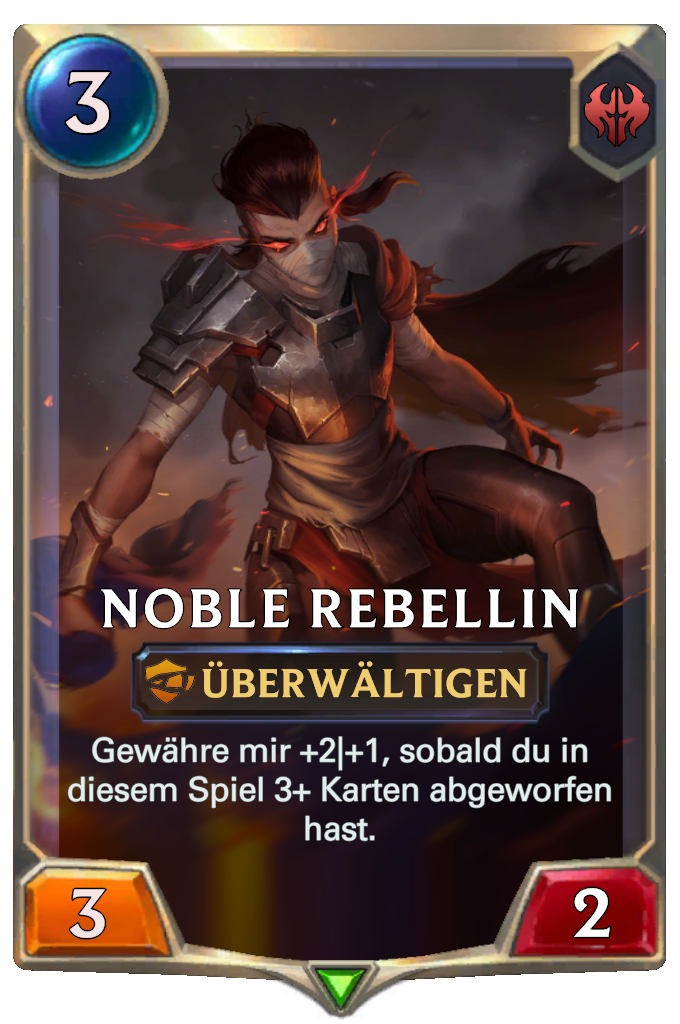 3
NOBLE REBELLIN
ÜBERWÄLTIGEN
Gewähre mir +2|+1, sobald du in
diesem Spiel 3+ Karten abgeworfen
hast.
3
2